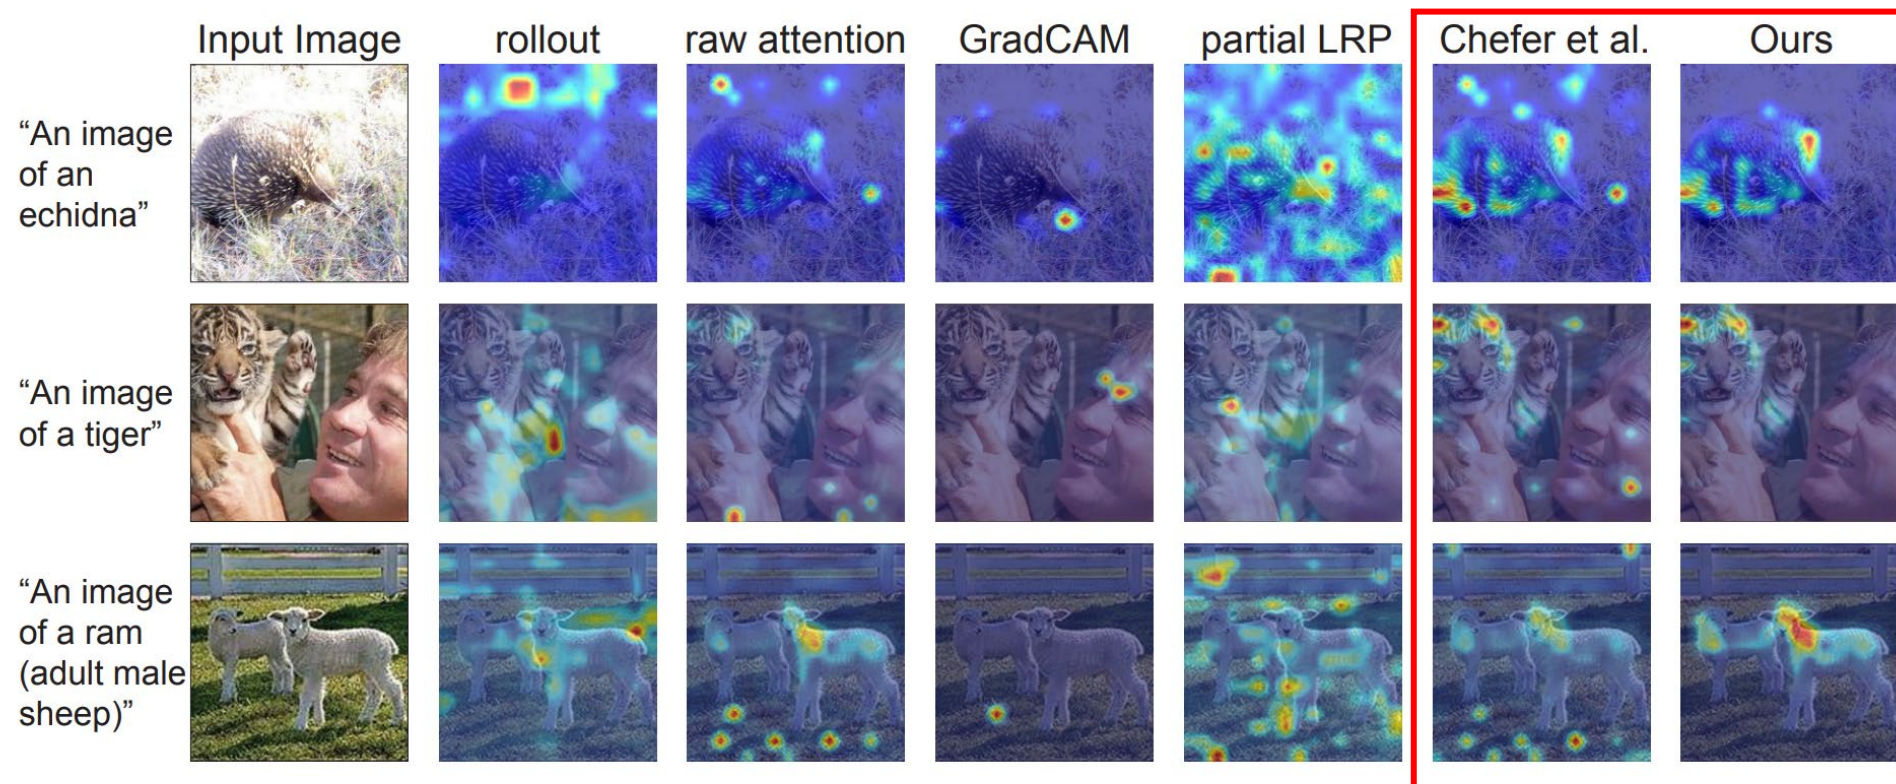 Input Image rollout raw attention GradCAM partial LRP Chefer et al. Ours
“An image
of an
echidna”
“An image
of a tiger”
“An image
of a ram
(adult male
sheep)”